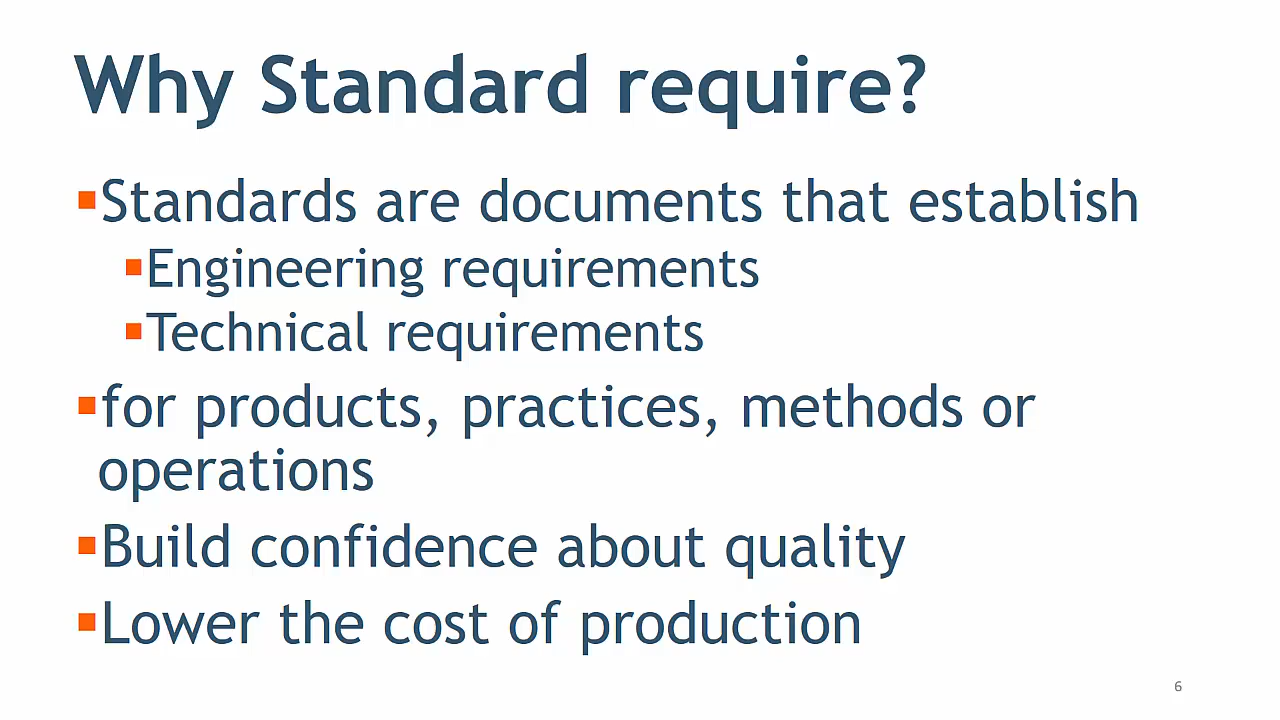 Why Standard require?
▪Standards are documents that establish
▪Engineering requirements
▪Technical requirements
▪for products, practices, methods or
operations
▪Build confidence about quality
▪Lower the cost of production
6